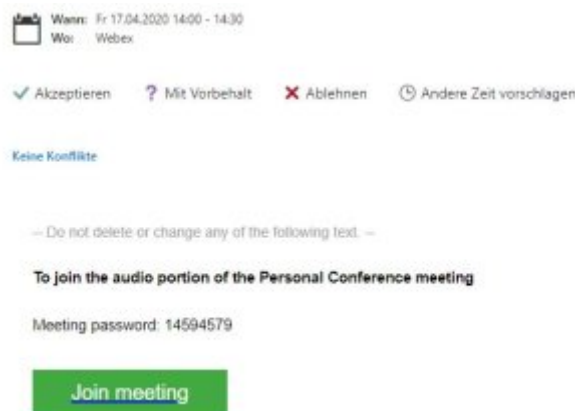 Wann: Fr 17.04.2020 14:00 - 14:30
Wo: Webex
Akzeptieren ? Mit Vorbehalt Ablehnen Andere Zeit vorschlagen
Keine Konflikte
-- Do not delete or change any of the following text. --
To join the audio portion of the Personal Conference meeting
Meeting password: 14594579
Join meeting